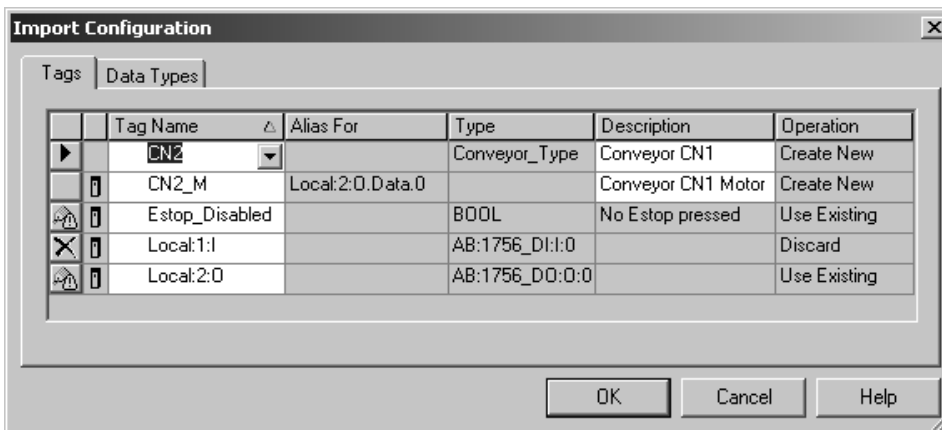 Import Configuration
Tags Data Types
Tag Name Alias For Type Description Operation
CN2 Conveyor_Type Conveyor CN1 Create New
CN2_M Local:2:O.Data.0 Conveyor CN1 Motor Create New
Estop_Disabled BOOL No Estop pressed Use Existing
Local:1:I AB:1756_DI:I:0 Discard
Local:2:O AB:1756_DO:O:0 Use Existing
OK Cancel Help